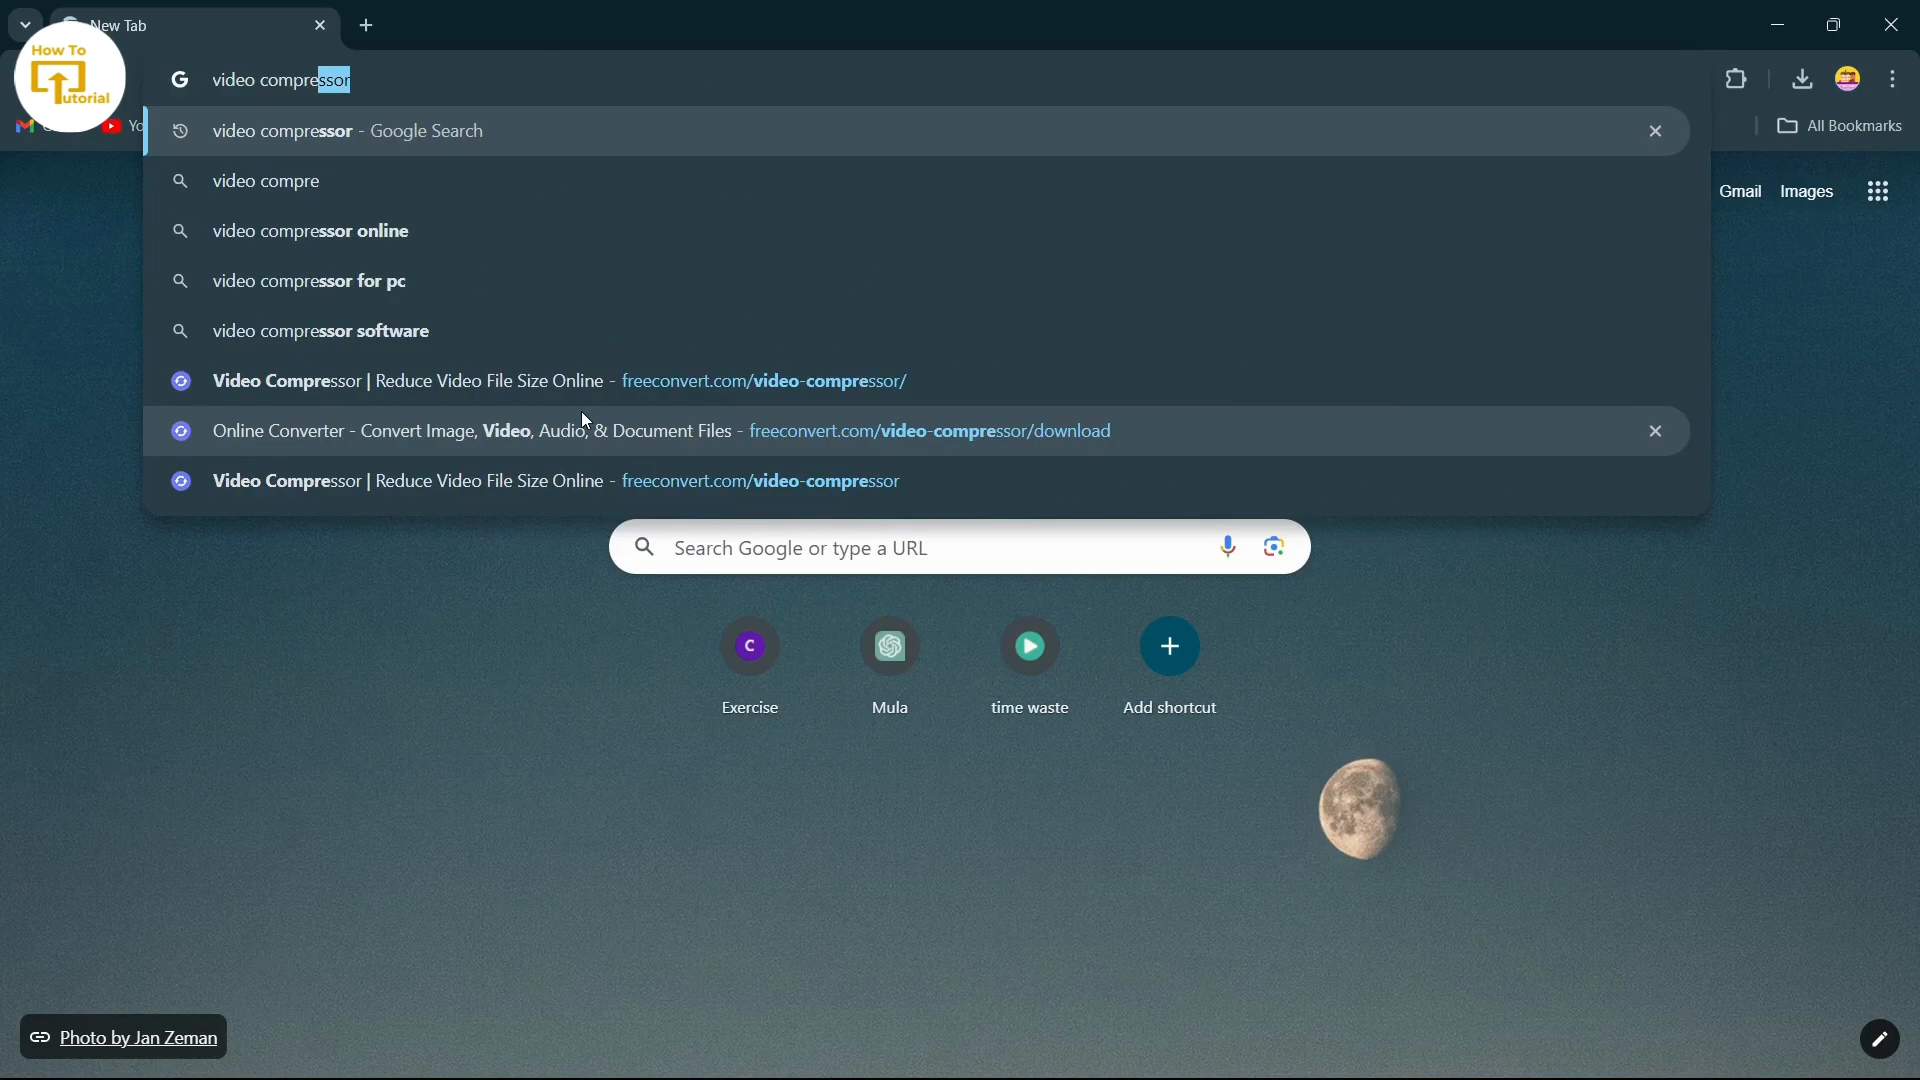 New Tab
How To
utorial
video compressor
Yo
video compressor - Google Search
All Bookmarks
video compre
Gmail Images
video compressor online
video compressor for pc
video compressor software
Video Compressor | Reduce Video File Size Online - freeconvert.com/video-compressor/
Online Converter - Convert Image, Video, Audio, & Document Files - freeconvert.com/video-compressor/download
Video Compressor | Reduce Video File Size Online - freeconvert.com/video-compressor
Search Google or type a URL
C
Exercise Mula time waste Add shortcut
Photo by Jan Zeman